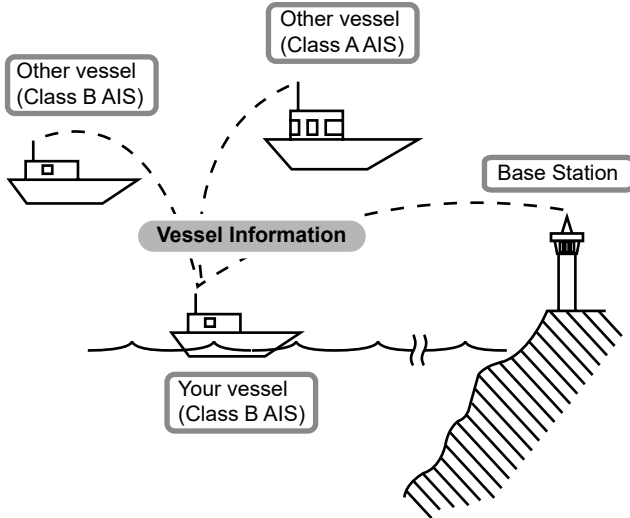 Other vessel
(Class A AIS)
Other vessel
(Class B AIS)
Base Station
Vessel Information
Your vessel
(Class B AIS)